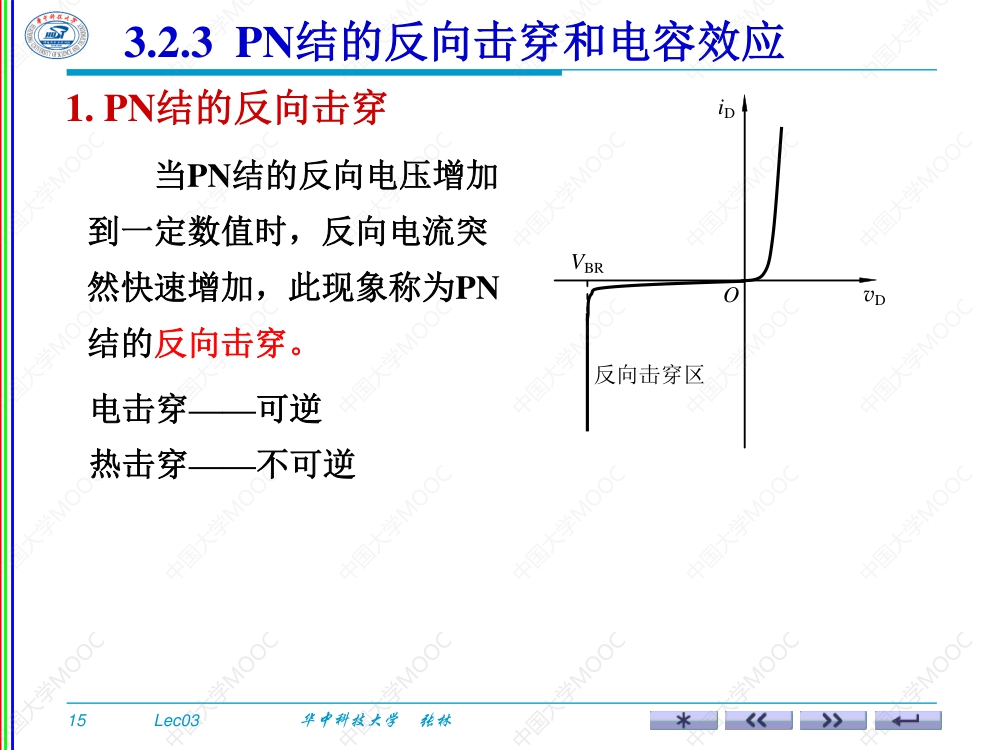 3.2.3 PN结的反向击穿和电容效应
1. PN结的反向击穿
当PN结的反向电压增加
到一定数值时，反向电流突
然快速增加，此现象称为PN
结的反向击穿。
电击穿——可逆
热击穿——不可逆
iD
VBR
O
vD
反向击穿区
15 Lec03 华中科技大学 张林
中国大学MOOC